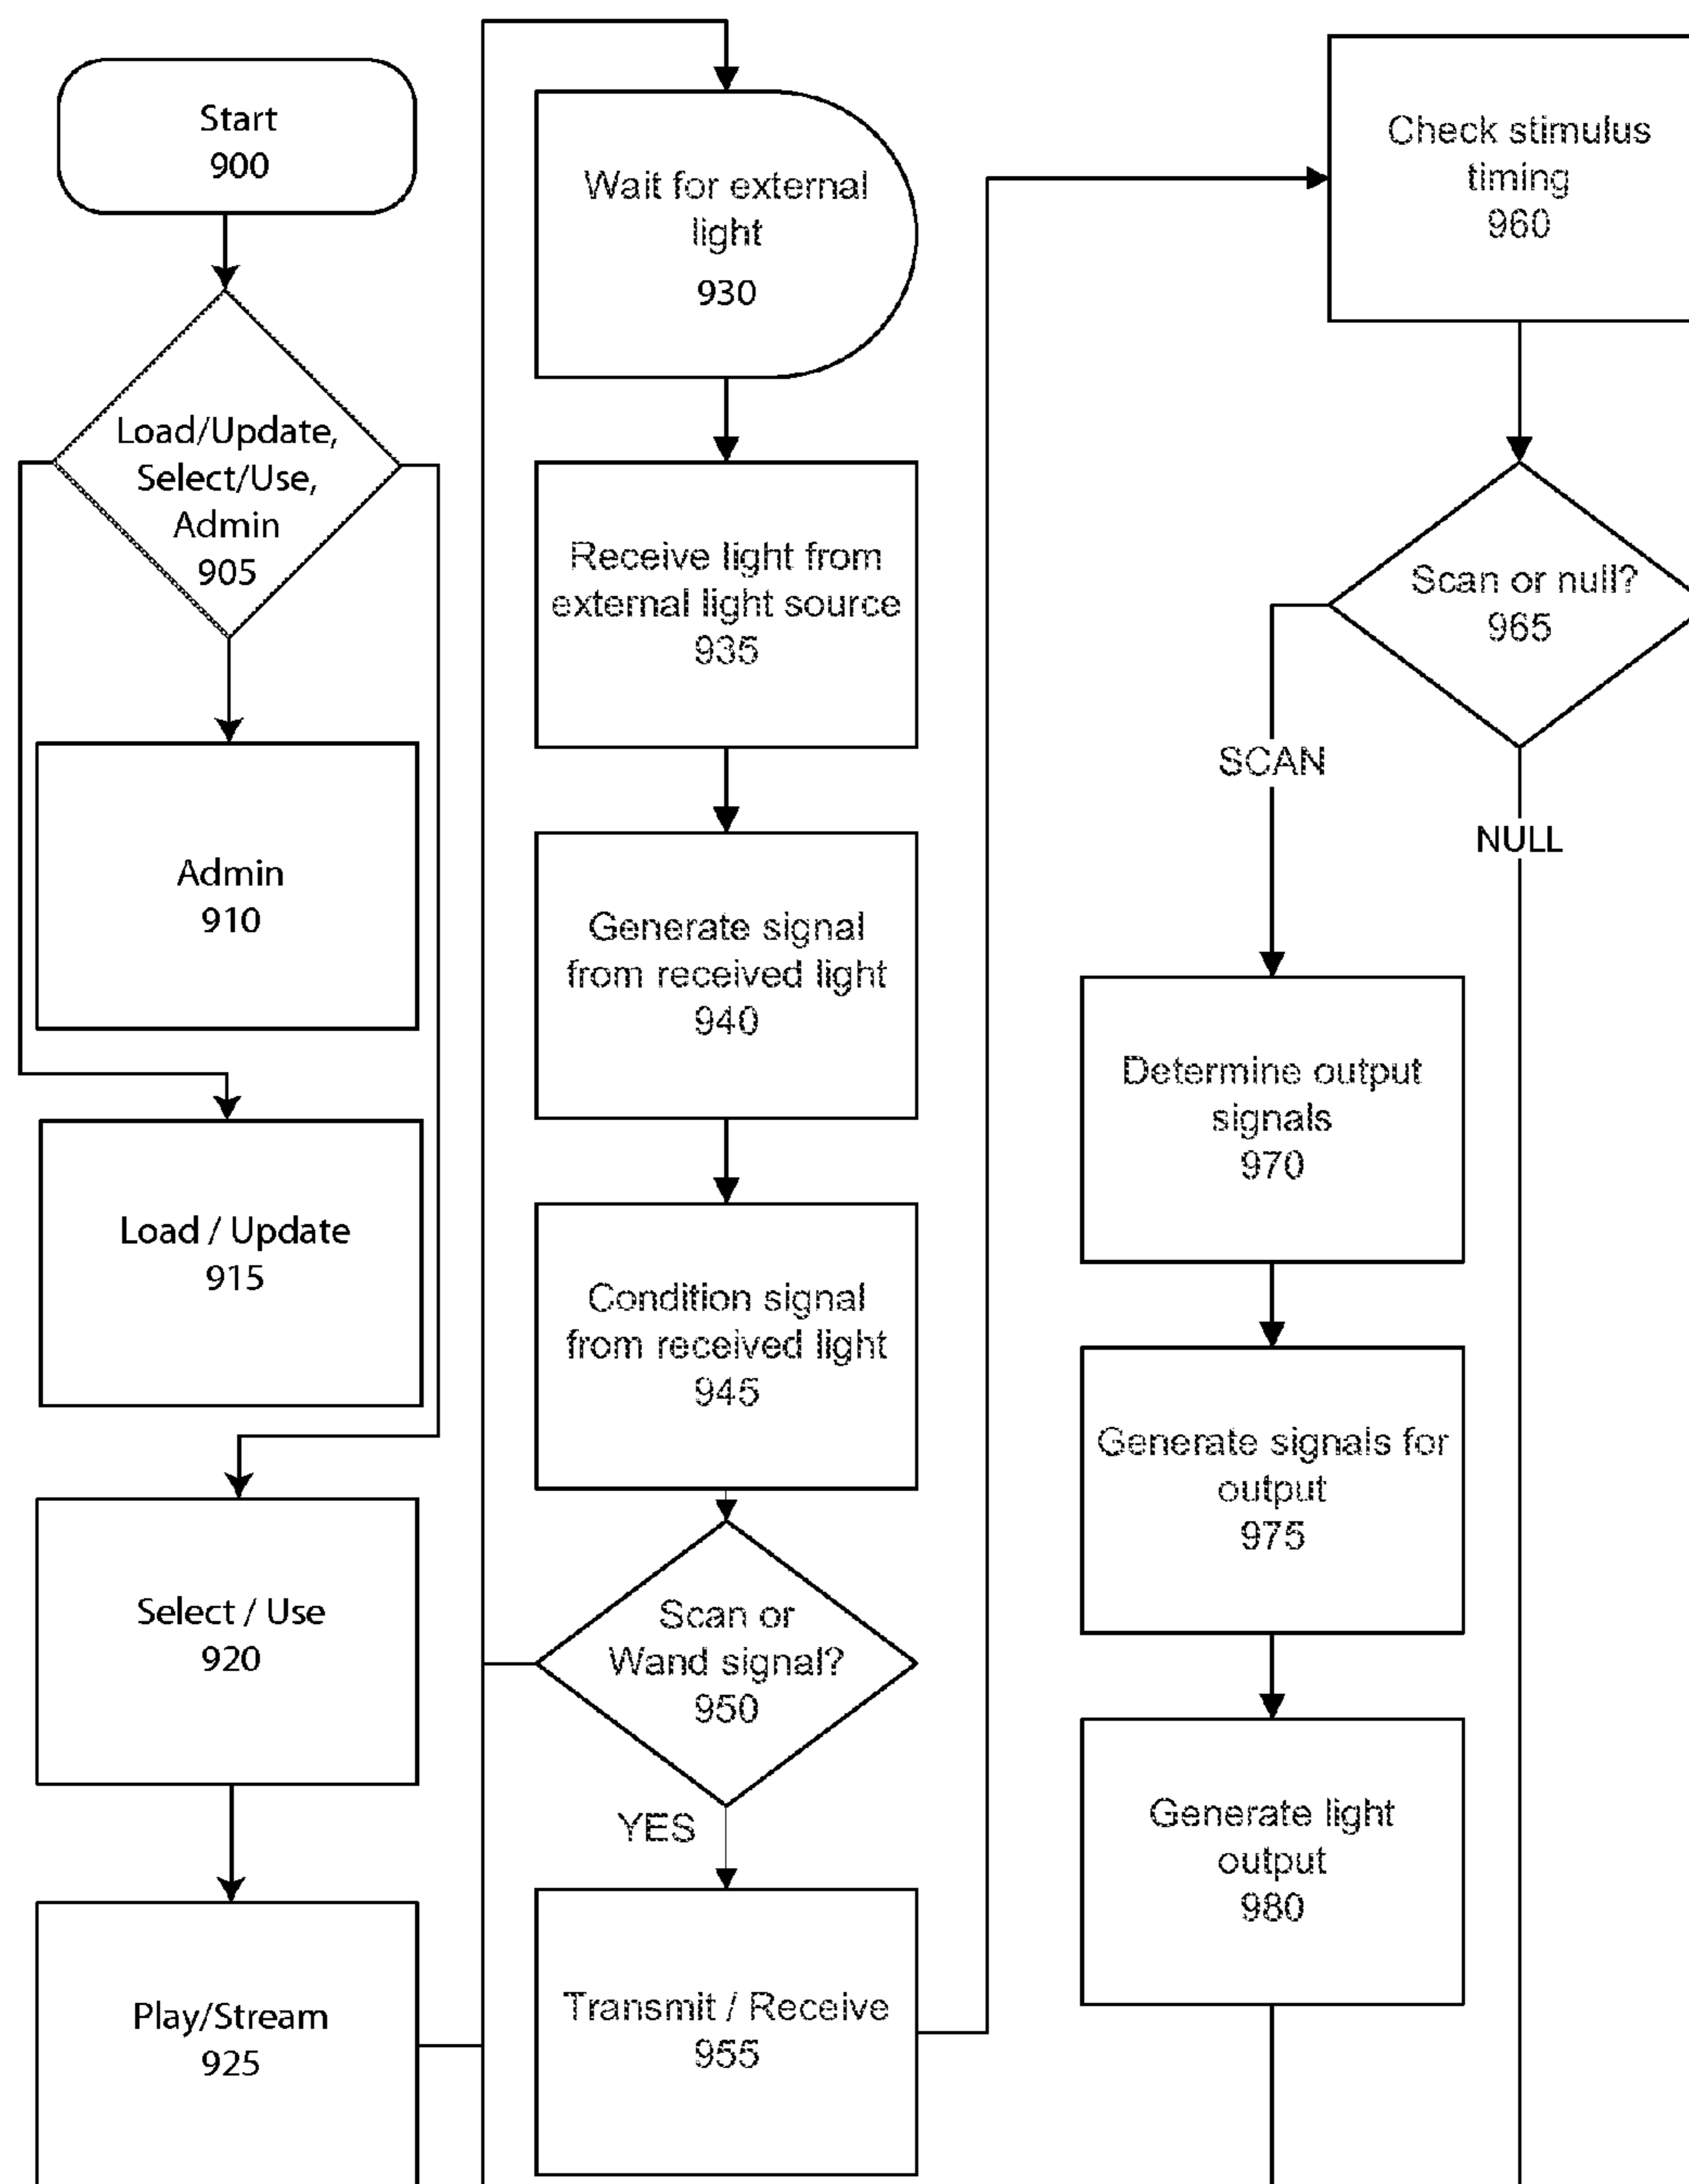 Start
900
Load/Update,
Select/Use,
Admin
905
Admin
910
Load / Update
915
Select / Use
920
Play/Stream
925
Wait for external
light
930
Receive light from
external light source
935
Generate signal
from received light
940
Condition signal
from received light
945
Scan or
Wand signal?
950
YES
Transmit / Receive
955
Check stimulus
timing
960
Scan or null?
965
SCAN
NULL
Determine output
signals
970
Generate signals for
output
975
Generate light
output
980